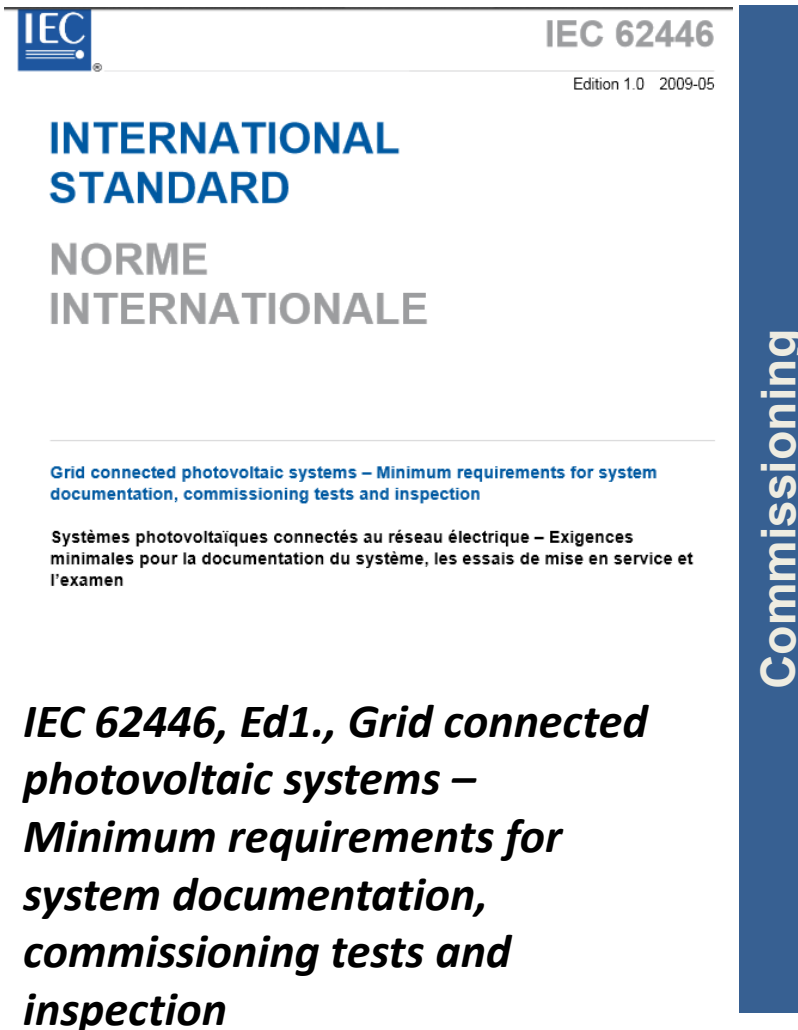 IEC
®
IEC 62446
Edition 1.0 2009-05
INTERNATIONAL
STANDARD
NORME
INTERNATIONALE
Grid connected photovoltaic systems – Minimum requirements for system
documentation, commissioning tests and inspection
Systèmes photovoltaïques connectés au réseau électrique – Exigences
minimales pour la documentation du système, les essais de mise en service et
l'examen
IEC 62446, Ed1., Grid connected
photovoltaic systems –
Minimum requirements for
system documentation,
commissioning tests and
inspection
Commissioning